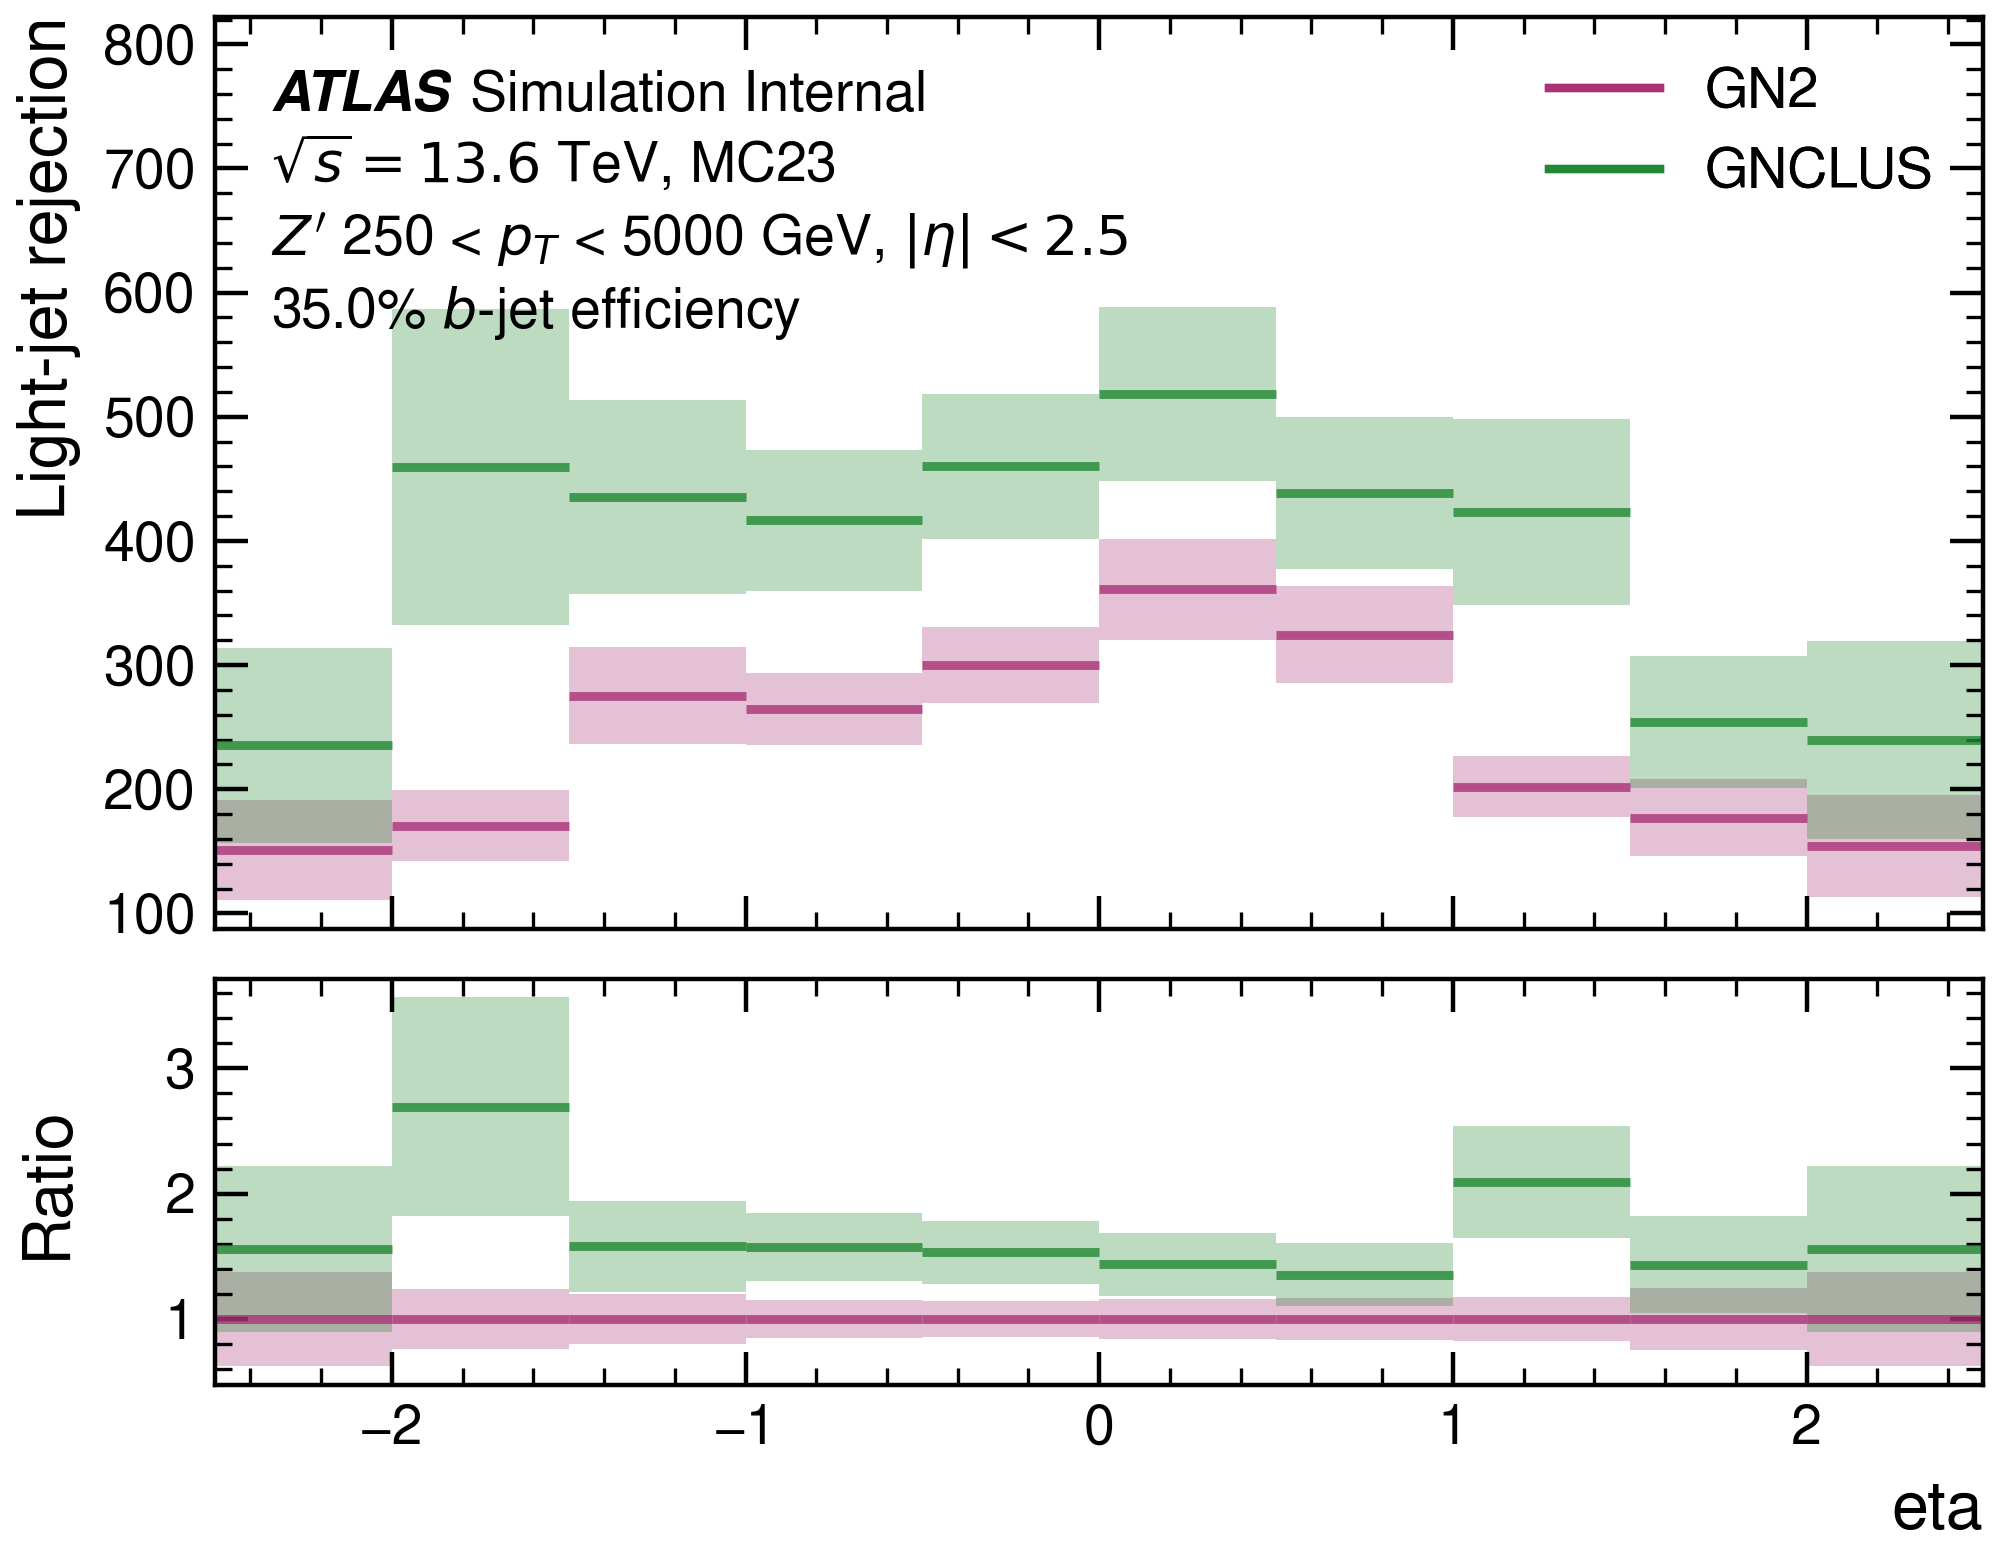 Light-jet rejection
800
700
600
500
400
300
200
100
ATLAS Simulation Internal
√s = 13.6 TeV, MC23
Z′ 250 < p_T < 5000 GeV, |η| < 2.5
35.0% b-jet efficiency
GN2
GNCLUS
Ratio
3
2
1
−2 −1 0 1 2
eta